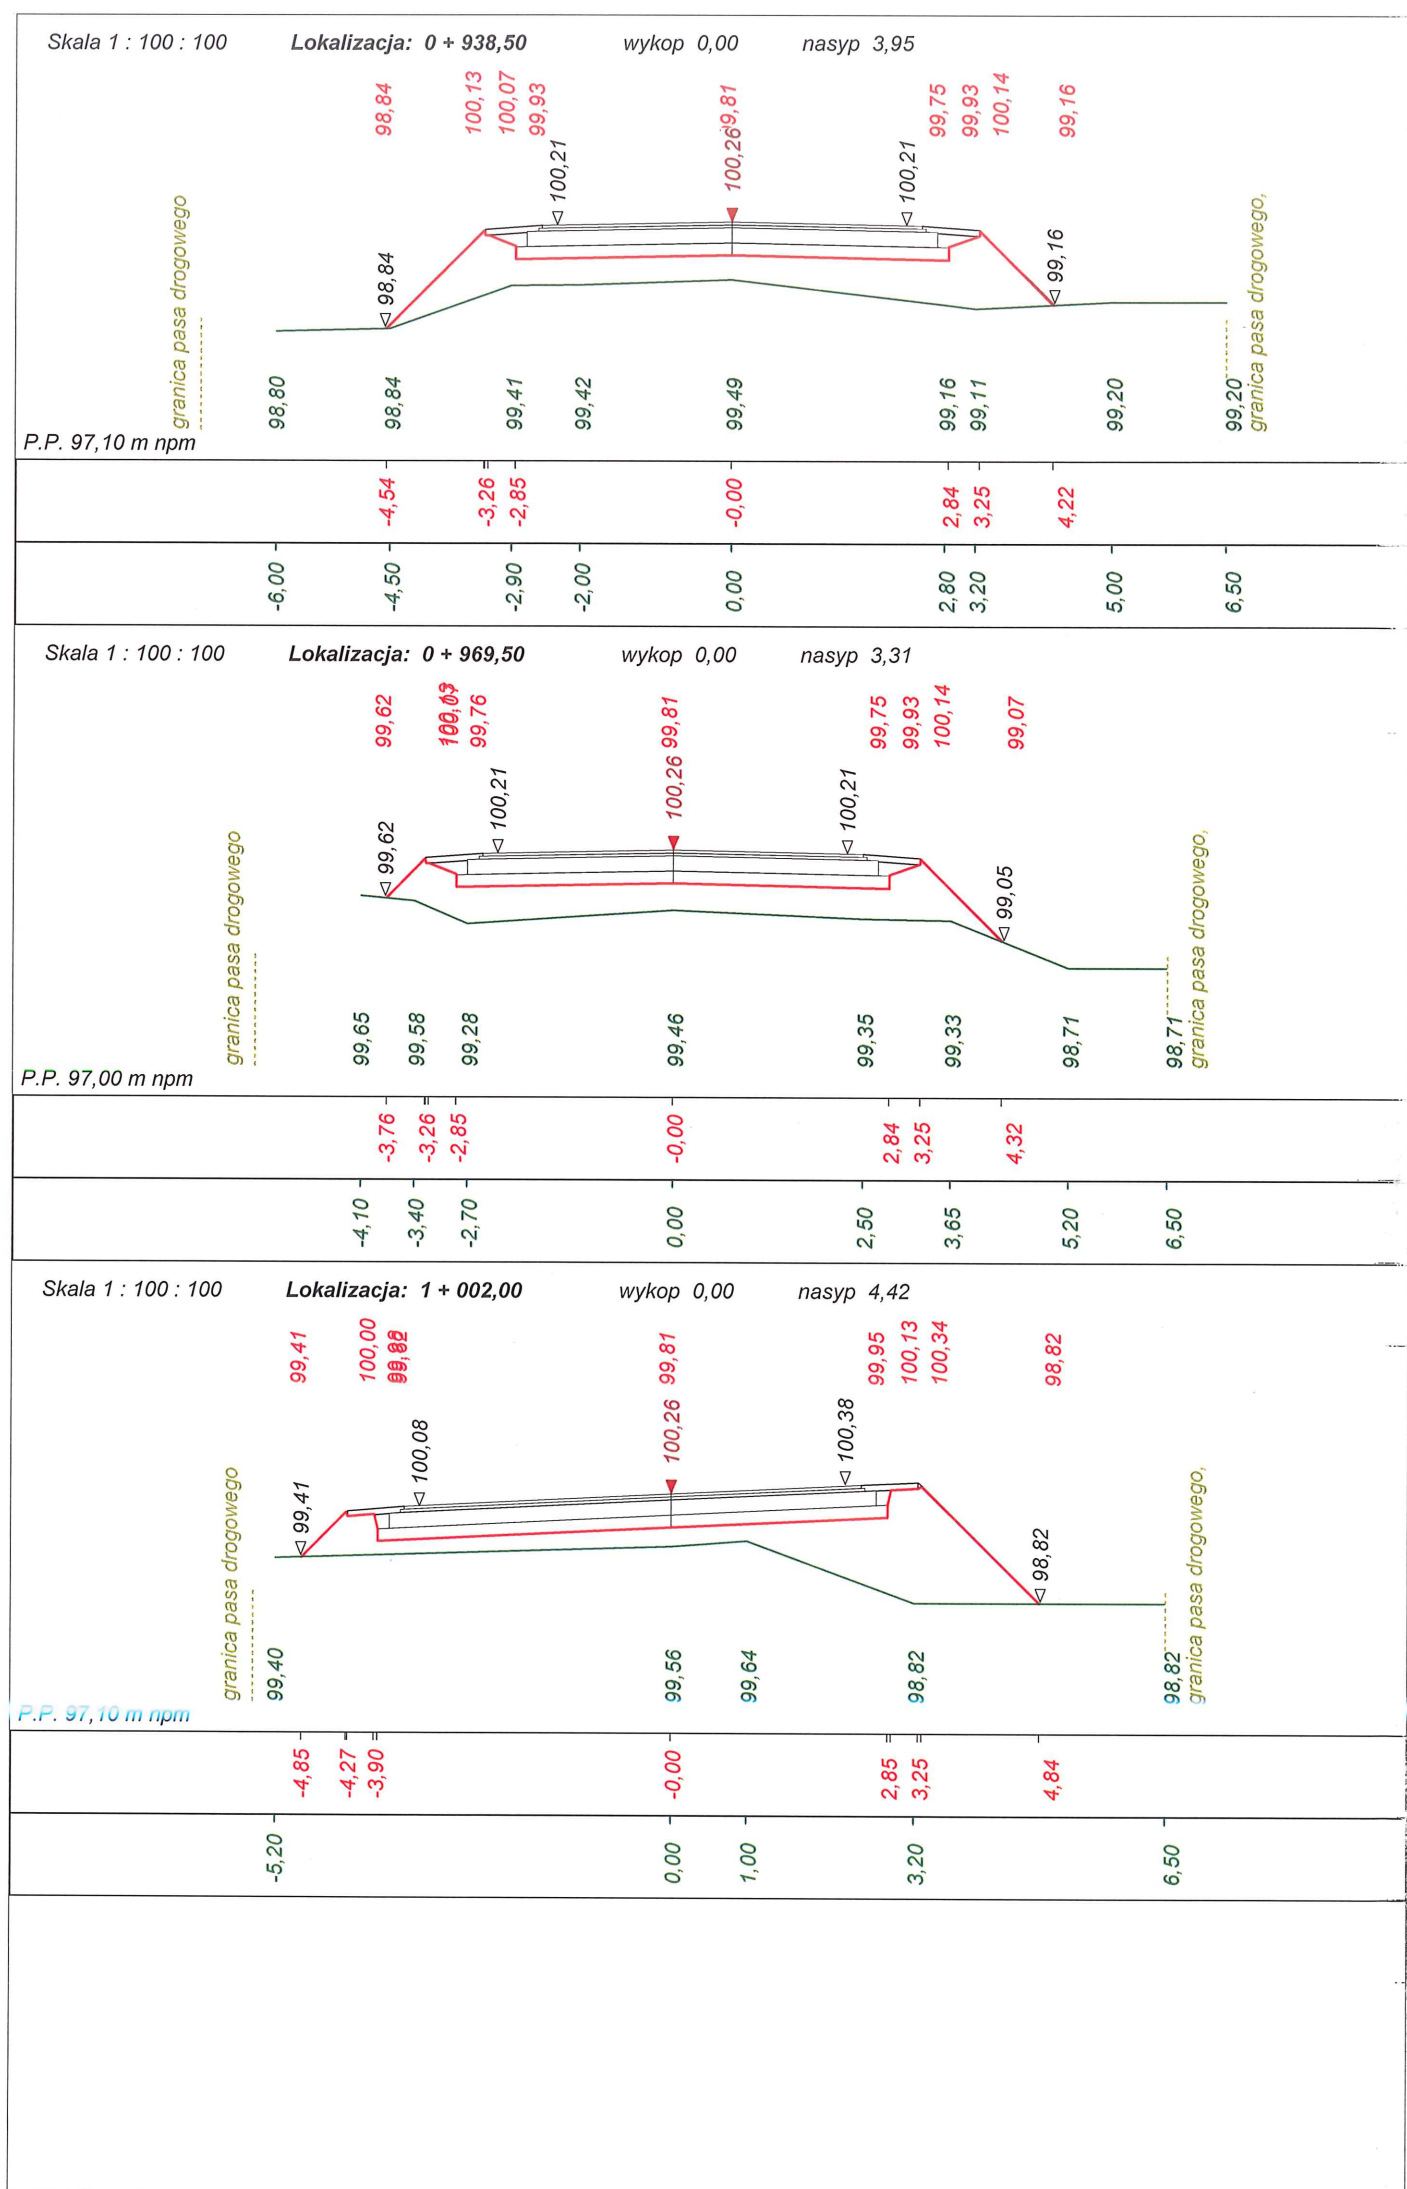 Skala 1 : 100 : 100 Lokalizacja: 0 + 938,50 wykop 0,00 nasyp 3,95
98,84 100,13 100,07 99,93 99,81 99,75 99,93 100,14 99,16
100,21 100,26 100,21
98,84 99,16
granica pasa drogowego granica pasa drogowego,
98,80 98,84 99,41 99,42 99,49 99,16 99,11 99,20 99,20
P.P. 97,10 m npm
-4,54 -3,26 -2,85 -0,00 2,84 3,25 4,22
-6,00 -4,50 -2,90 -2,00 0,00 2,80 3,20 5,00 6,50
Skala 1 : 100 : 100 Lokalizacja: 0 + 969,50 wykop 0,00 nasyp 3,31
99,62 99,76 99,81 99,75 99,93 100,14 99,07
100,21 100,26 100,21
99,62 99,05
granica pasa drogowego granica pasa drogowego,
99,65 99,58 99,28 99,46 99,35 99,33 98,71 98,71
P.P. 97,00 m npm
-3,76 -3,26 -2,85 -0,00 2,84 3,25 4,32
-4,10 -3,40 -2,70 0,00 2,50 3,65 5,20 6,50
Skala 1 : 100 : 100 Lokalizacja: 1 + 002,00 wykop 0,00 nasyp 4,42
99,41 100,00 99,81 99,95 100,13 100,34 98,82
100,08 100,26 100,38
99,41 98,82
granica pasa drogowego granica pasa drogowego,
99,40 99,56 99,64 98,82 98,82
P.P. 97,10 m npm
-4,85 -4,27 -3,90 -0,00 2,85 3,25 4,84
-5,20 0,00 1,00 3,20 6,50